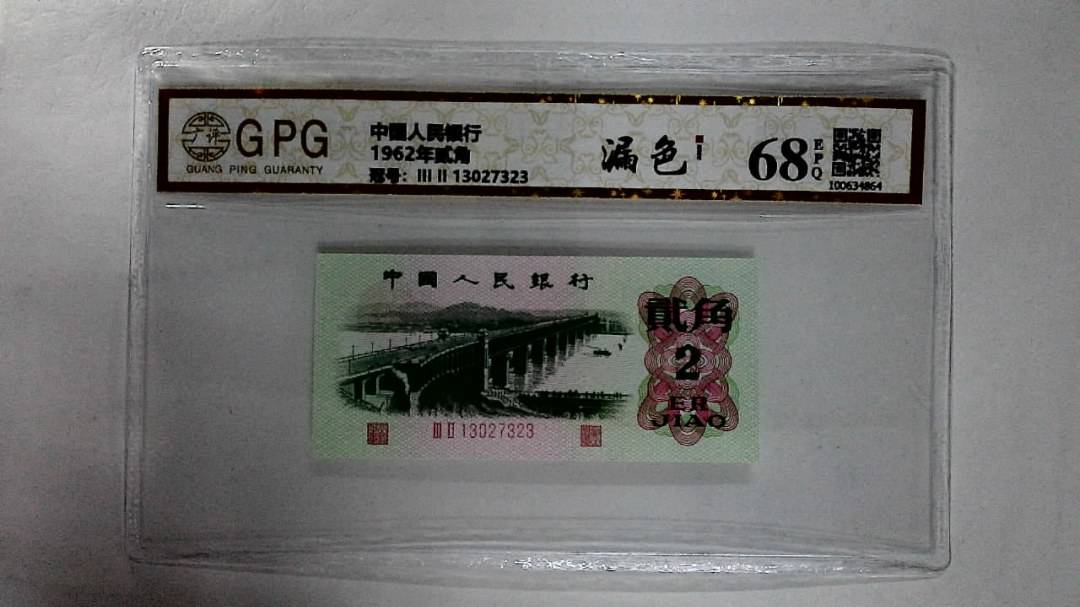 GPG
GUANG PING GUARANTY
中國人民銀行
1962年贰角
冠号: III II 13027323
漏色
68
EPQ
100634864
中國人民銀行
貳角
2
ER
JIAO
III II 13027323